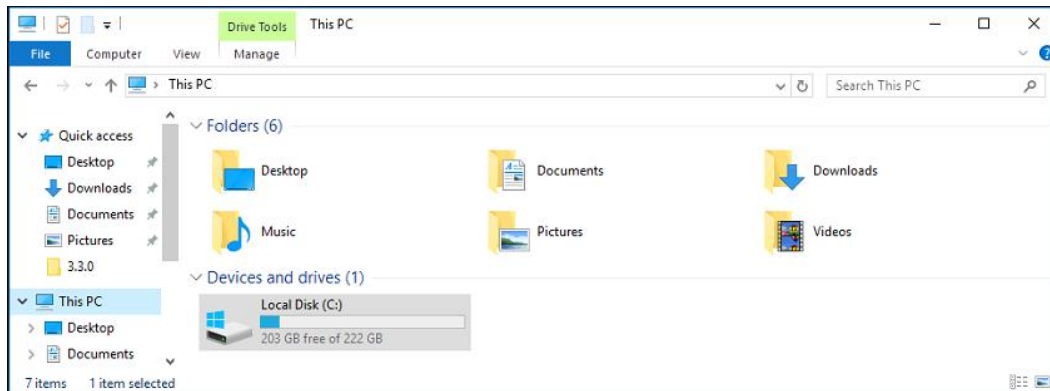 Drive Tools This PC
File Computer View Manage
This PC Search This PC
Quick access
Desktop
Downloads
Documents
Pictures
3.3.0
This PC
Desktop
Documents
Folders (6)
Desktop Documents Downloads
Music Pictures Videos
Devices and drives (1)
Local Disk (C:)
203 GB free of 222 GB
7 items 1 item selected